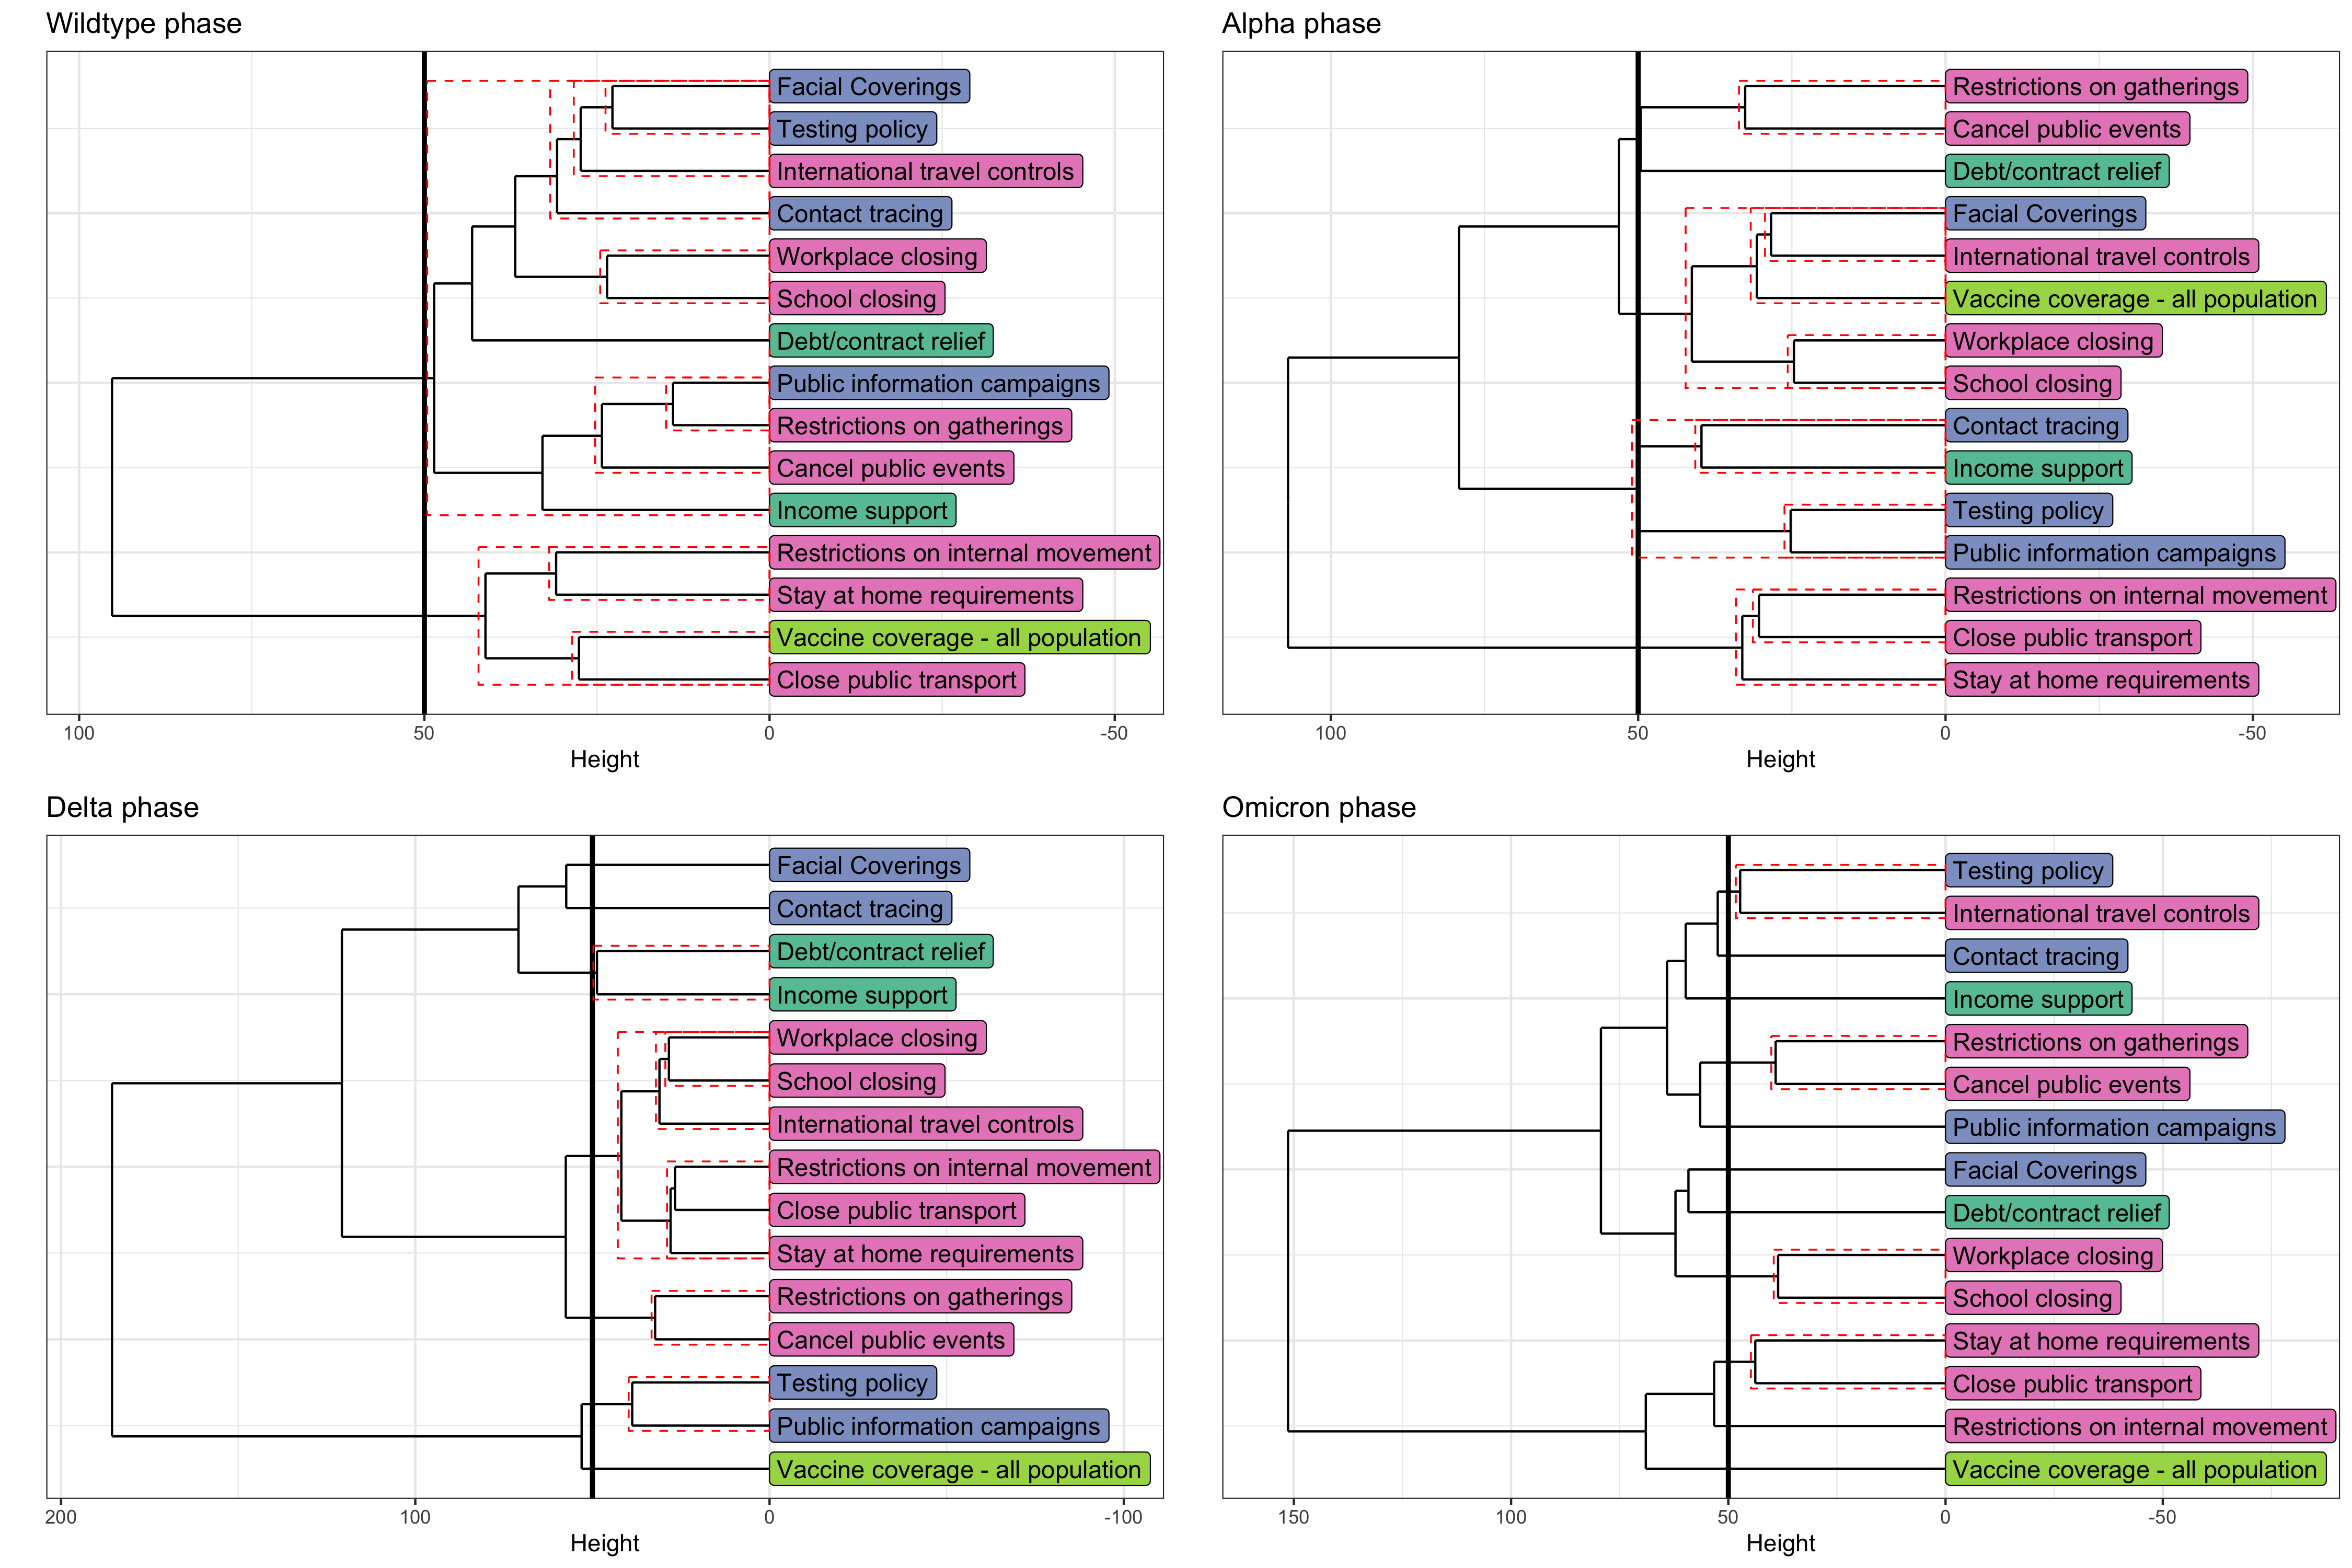 Wildtype phase
Facial Coverings
Testing policy
International travel controls
Contact tracing
Workplace closing
School closing
Debt/contract relief
Public information campaigns
Restrictions on gatherings
Cancel public events
Income support
Restrictions on internal movement
Stay at home requirements
Vaccine coverage - all population
Close public transport
100 50 0 -50
Height
Alpha phase
Restrictions on gatherings
Cancel public events
Debt/contract relief
Facial Coverings
International travel controls
Vaccine coverage - all population
Workplace closing
School closing
Contact tracing
Income support
Testing policy
Public information campaigns
Restrictions on internal movement
Close public transport
Stay at home requirements
100 50 0 -50
Height
Delta phase
Facial Coverings
Contact tracing
Debt/contract relief
Income support
Workplace closing
School closing
International travel controls
Restrictions on internal movement
Close public transport
Stay at home requirements
Restrictions on gatherings
Cancel public events
Testing policy
Public information campaigns
Vaccine coverage - all population
200 100 0 -100
Height
Omicron phase
Testing policy
International travel controls
Contact tracing
Income support
Restrictions on gatherings
Cancel public events
Public information campaigns
Facial Coverings
Debt/contract relief
Workplace closing
School closing
Stay at home requirements
Close public transport
Restrictions on internal movement
Vaccine coverage - all population
150 100 50 0 -50
Height